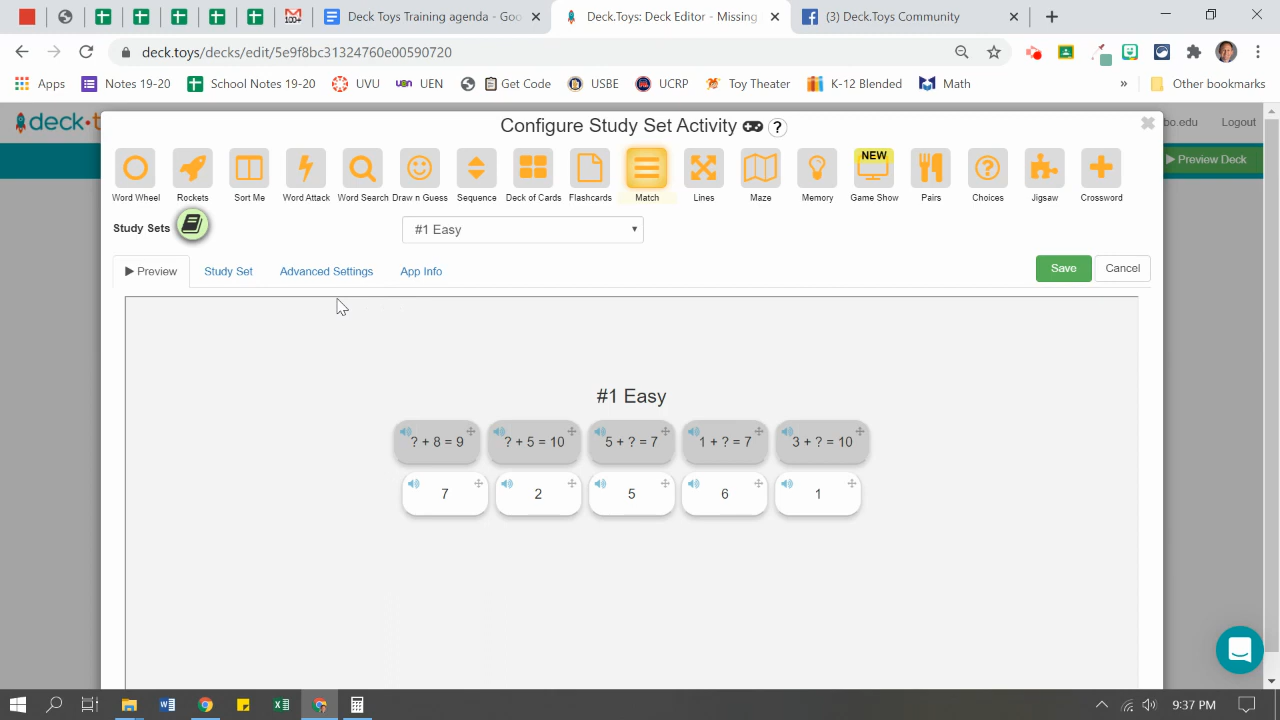 100+
Deck Toys Training agenda - Goo
Deck.Toys: Deck Editor - Missing
(3) Deck.Toys Community
deck.toys/decks/edit/5e9f8bc31324760e00590720
Apps
Notes 19-20
School Notes 19-20
UVU
UEN
Get Code
USBE
UCRP
Toy Theater
K-12 Blended
Math
»
Other bookmarks
deck
Configure Study Set Activity ?
bo.edu
Logout
Preview Deck
NEW
Word Wheel
Rockets
Sort Me
Word Attack
Word Search
Draw n Guess
Sequence
Deck of Cards
Flashcards
Match
Lines
Maze
Memory
Game Show
Pairs
Choices
Jigsaw
Crossword
Study Sets
#1 Easy
Preview
Study Set
Advanced Settings
App Info
Save
Cancel
#1 Easy
? + 8 = 9
? + 5 = 10
5 + ? = 7
1 + ? = 7
3 + ? = 10
7
2
5
6
1
9:37 PM